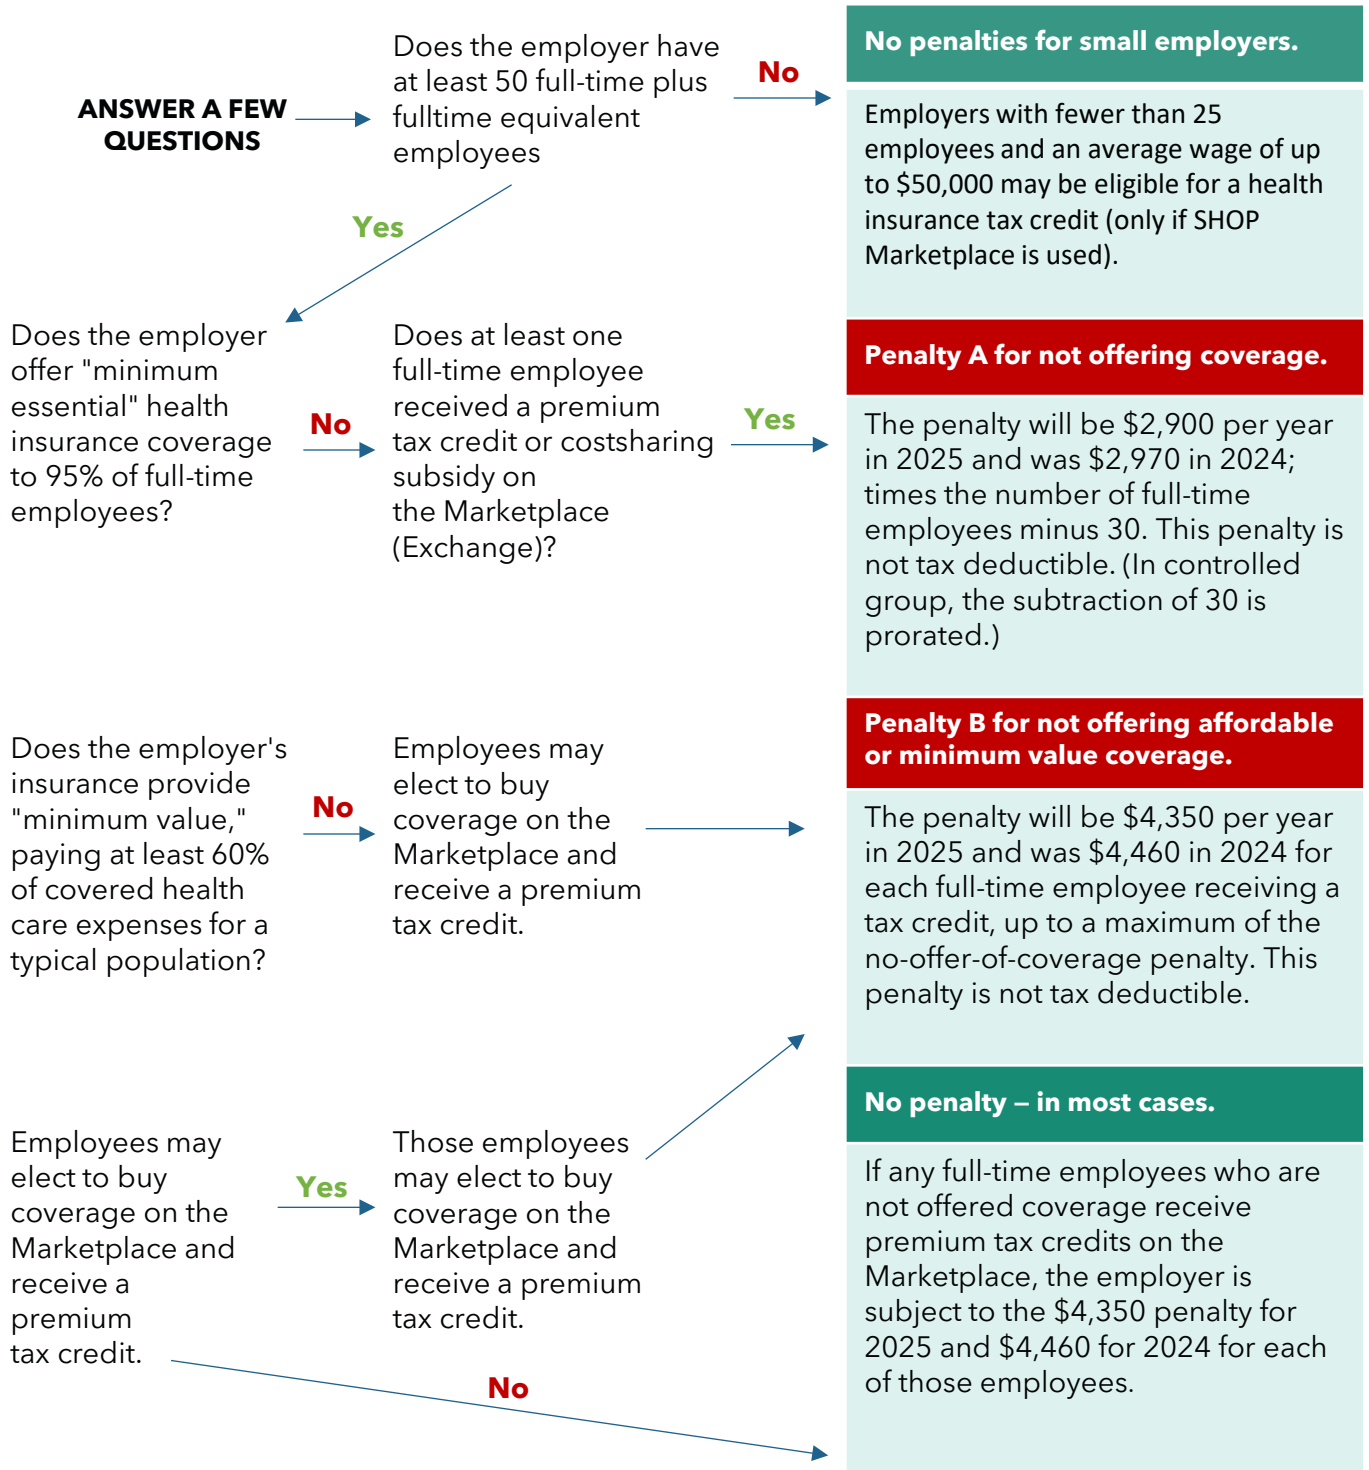 ANSWER A FEW
QUESTIONS
Does the employer have
at least 50 full-time plus
fulltime equivalent
employees
No
No penalties for small employers.
Employers with fewer than 25
employees and an average wage of up
to $50,000 may be eligible for a health
insurance tax credit (only if SHOP
Marketplace is used).
Yes
Does the employer
offer "minimum
essential" health
insurance coverage
to 95% of full-time
employees?
No
Does at least one
full-time employee
received a premium
tax credit or costsharing
subsidy on
the Marketplace
(Exchange)?
Yes
Penalty A for not offering coverage.
The penalty will be $2,900 per year
in 2025 and was $2,970 in 2024;
times the number of full-time
employees minus 30. This penalty is
not tax deductible. (In controlled
group, the subtraction of 30 is
prorated.)
Does the employer's
insurance provide
"minimum value,"
paying at least 60%
of covered health
care expenses for a
typical population?
No
Employees may
elect to buy
coverage on the
Marketplace and
receive a premium
tax credit.
Penalty B for not offering affordable
or minimum value coverage.
The penalty will be $4,350 per year
in 2025 and was $4,460 in 2024 for
each full-time employee receiving a
tax credit, up to a maximum of the
no-offer-of-coverage penalty. This
penalty is not tax deductible.
Employees may
elect to buy
coverage on the
Marketplace and
receive a
premium
tax credit.
Yes
Those employees
may elect to buy
coverage on the
Marketplace and
receive a premium
tax credit.
No
No penalty – in most cases.
If any full-time employees who are
not offered coverage receive
premium tax credits on the
Marketplace, the employer is
subject to the $4,350 penalty for
2025 and $4,460 for 2024 for each
of those employees.